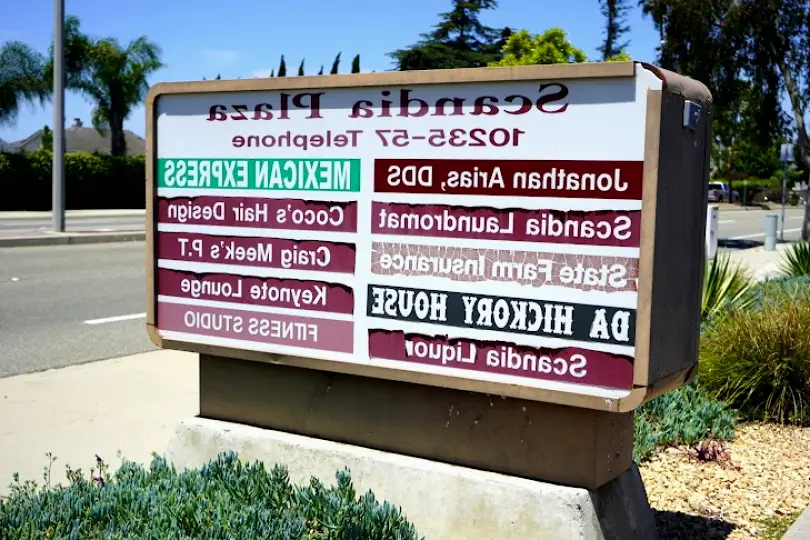 Scandia Plaza
10235-57 Telephone
Jonathan Arias, DDS
MEXICAN EXPRESS
Scandia Laundromat
Coco's Hair Design
State Farm Insurance
Craig Meek's P.T
DA HICKORY HOUSE
Keynote Lounge
Scandia Liquor
FITNESS STUDIO